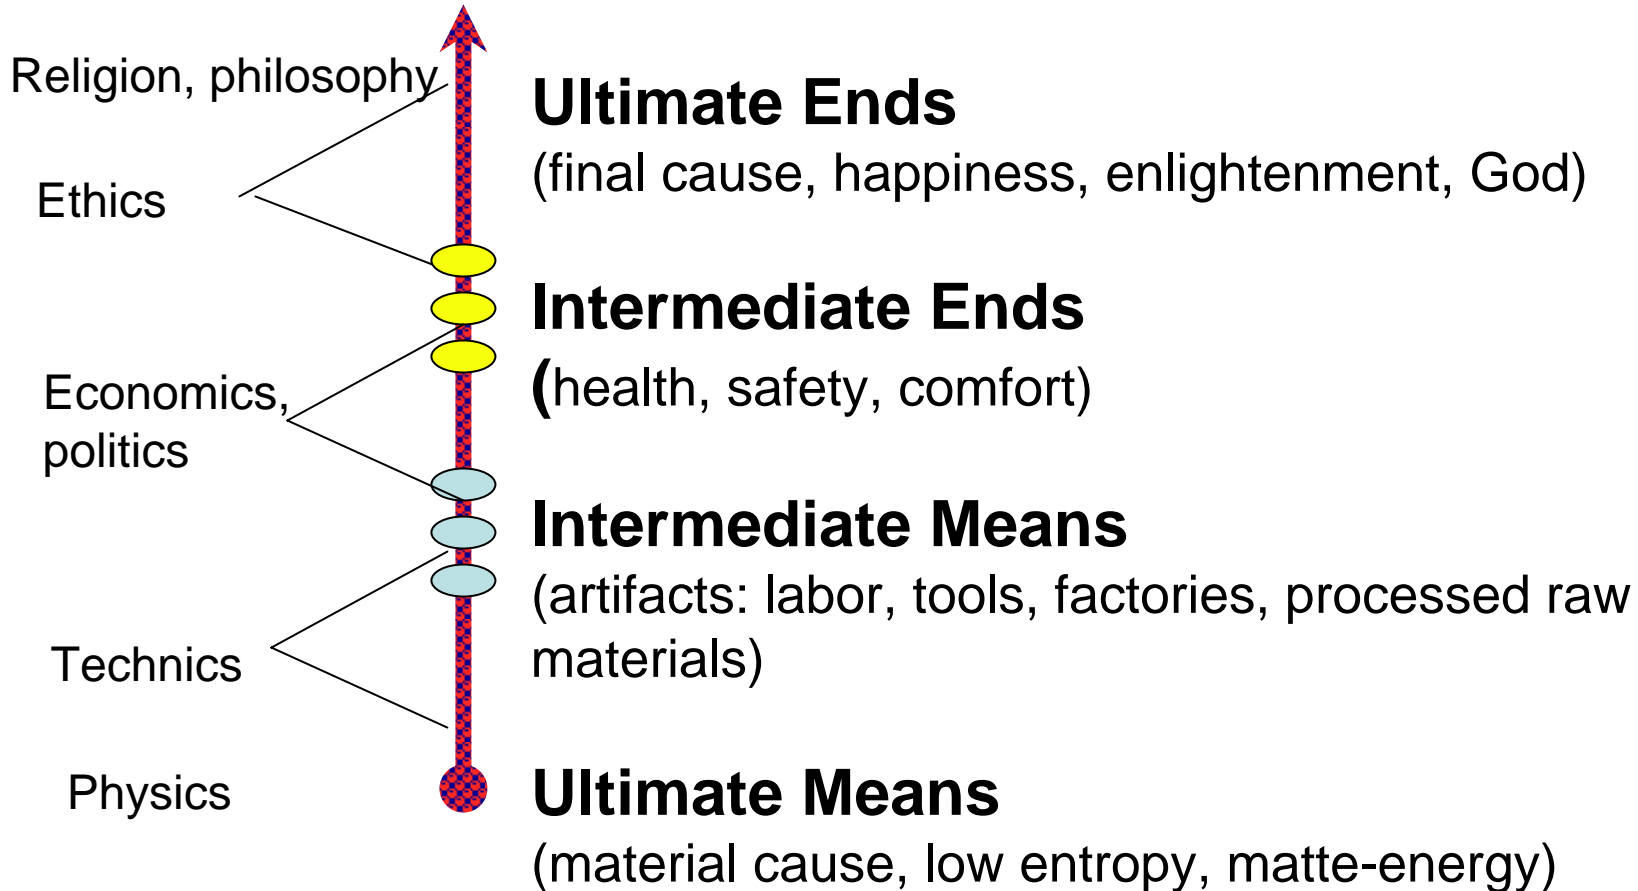 Religion, philosophy
Ultimate Ends
(final cause, happiness, enlightenment, God)
Ethics
Intermediate Ends
(health, safety, comfort)
Economics,
politics
Intermediate Means
(artifacts: labor, tools, factories, processed raw
materials)
Technics
Physics
Ultimate Means
(material cause, low entropy, matte-energy)